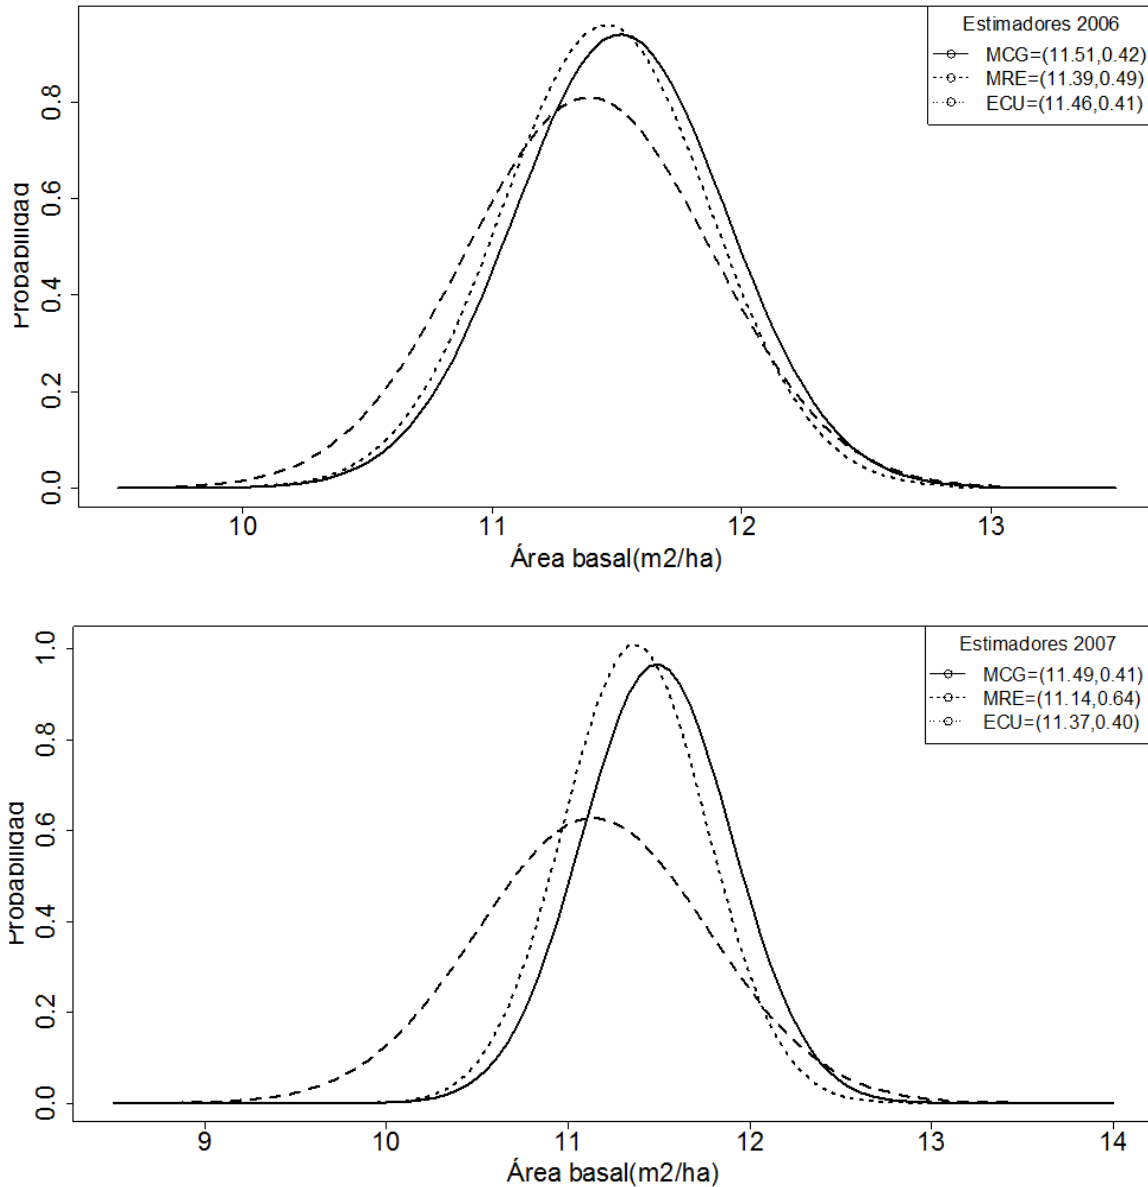 Estimadores 2006
MCG=(11.51,0.42)
MRE=(11.39,0.49)
ECU=(11.46,0.41)
Probabilidad
0.0
0.2
0.4
0.6
0.8
10
11
12
13
Área basal(m2/ha)
Estimadores 2007
MCG=(11.49,0.41)
MRE=(11.14,0.64)
ECU=(11.37,0.40)
Probabilidad
0.0
0.2
0.4
0.6
0.8
1.0
9
10
11
12
13
14
Área basal(m2/ha)